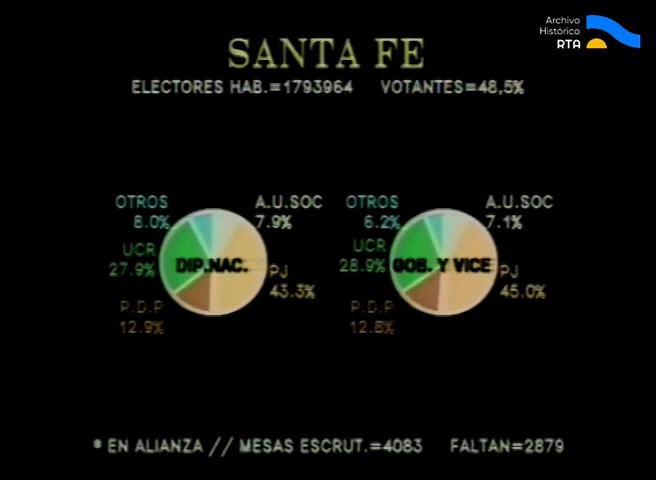 Archivo
Histórico
RTA
SANTA FE
ELECTORES HAB.=1793964 VOTANTES=48,5%
OTROS
8.0%
A.U.SOC
7.9%
UCR
27.9%
DIP.NAC.
PJ
43.3%
P.D.P
12.9%
OTROS
6.2%
A.U.SOC
7.1%
UCR
28.9%
GOB. Y VICE
PJ
45.0%
P.D.P
12.8%
* EN ALIANZA // MESAS ESCRUT.=4083 FALTAN=2879